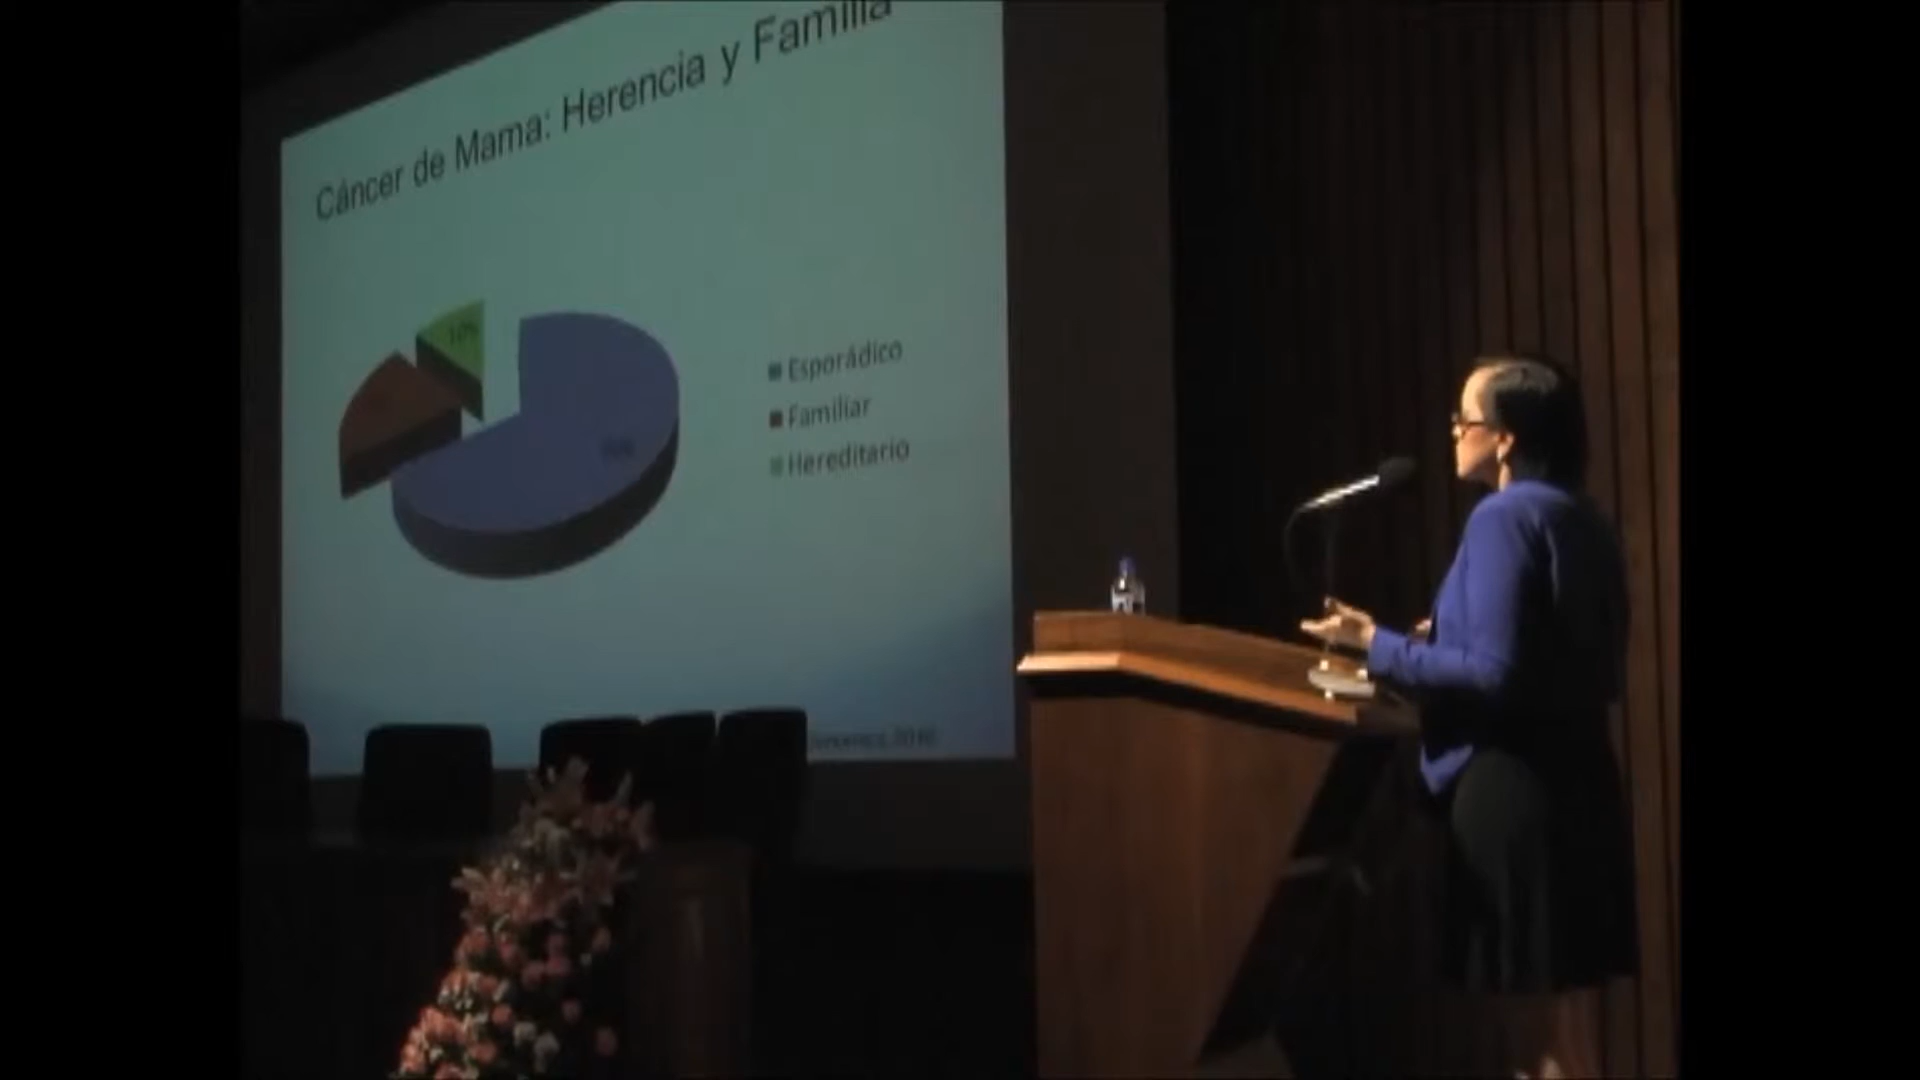 Cáncer de Mama: Herencia y Familia
10%
Esporádico
Familiar
Hereditario